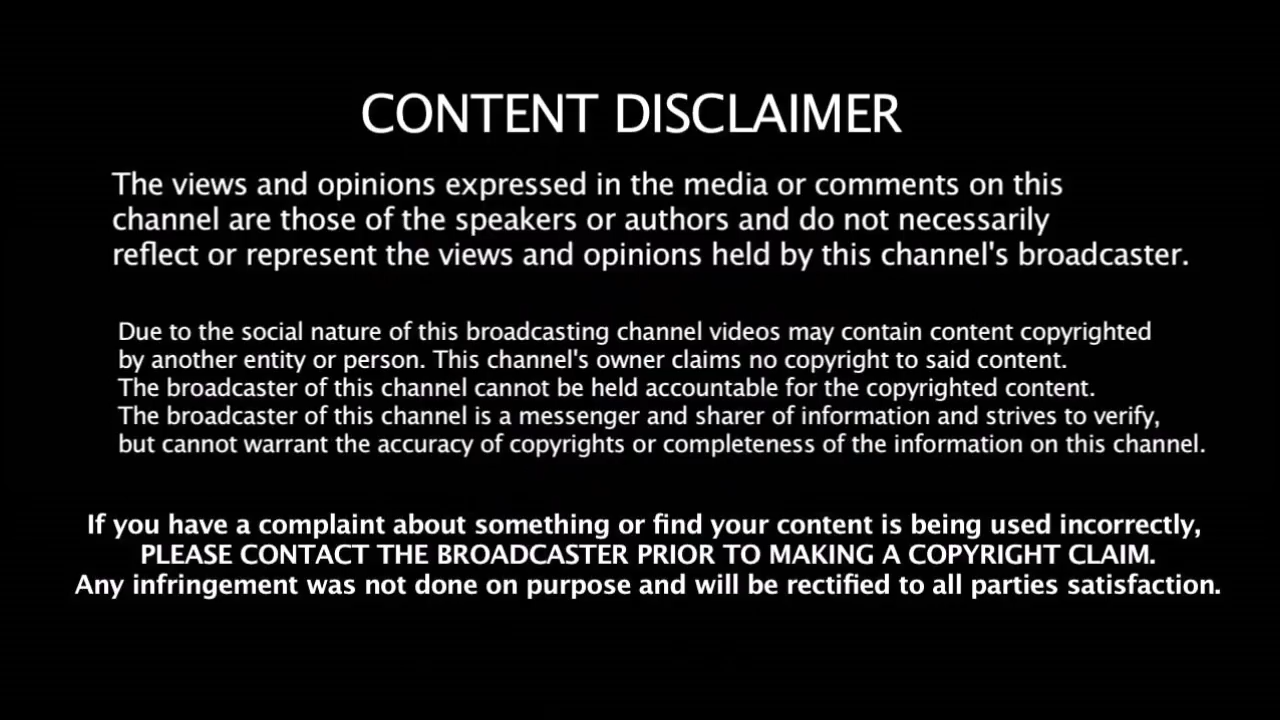 CONTENT DISCLAIMER
The views and opinions expressed in the media or comments on this
channel are those of the speakers or authors and do not necessarily
reflect or represent the views and opinions held by this channel's broadcaster.
Due to the social nature of this broadcasting channel videos may contain content copyrighted
by another entity or person. This channel's owner claims no copyright to said content.
The broadcaster of this channel cannot be held accountable for the copyrighted content.
The broadcaster of this channel is a messenger and sharer of information and strives to verify,
but cannot warrant the accuracy of copyrights or completeness of the information on this channel.
If you have a complaint about something or find your content is being used incorrectly,
PLEASE CONTACT THE BROADCASTER PRIOR TO MAKING A COPYRIGHT CLAIM.
Any infringement was not done on purpose and will be rectified to all parties satisfaction.